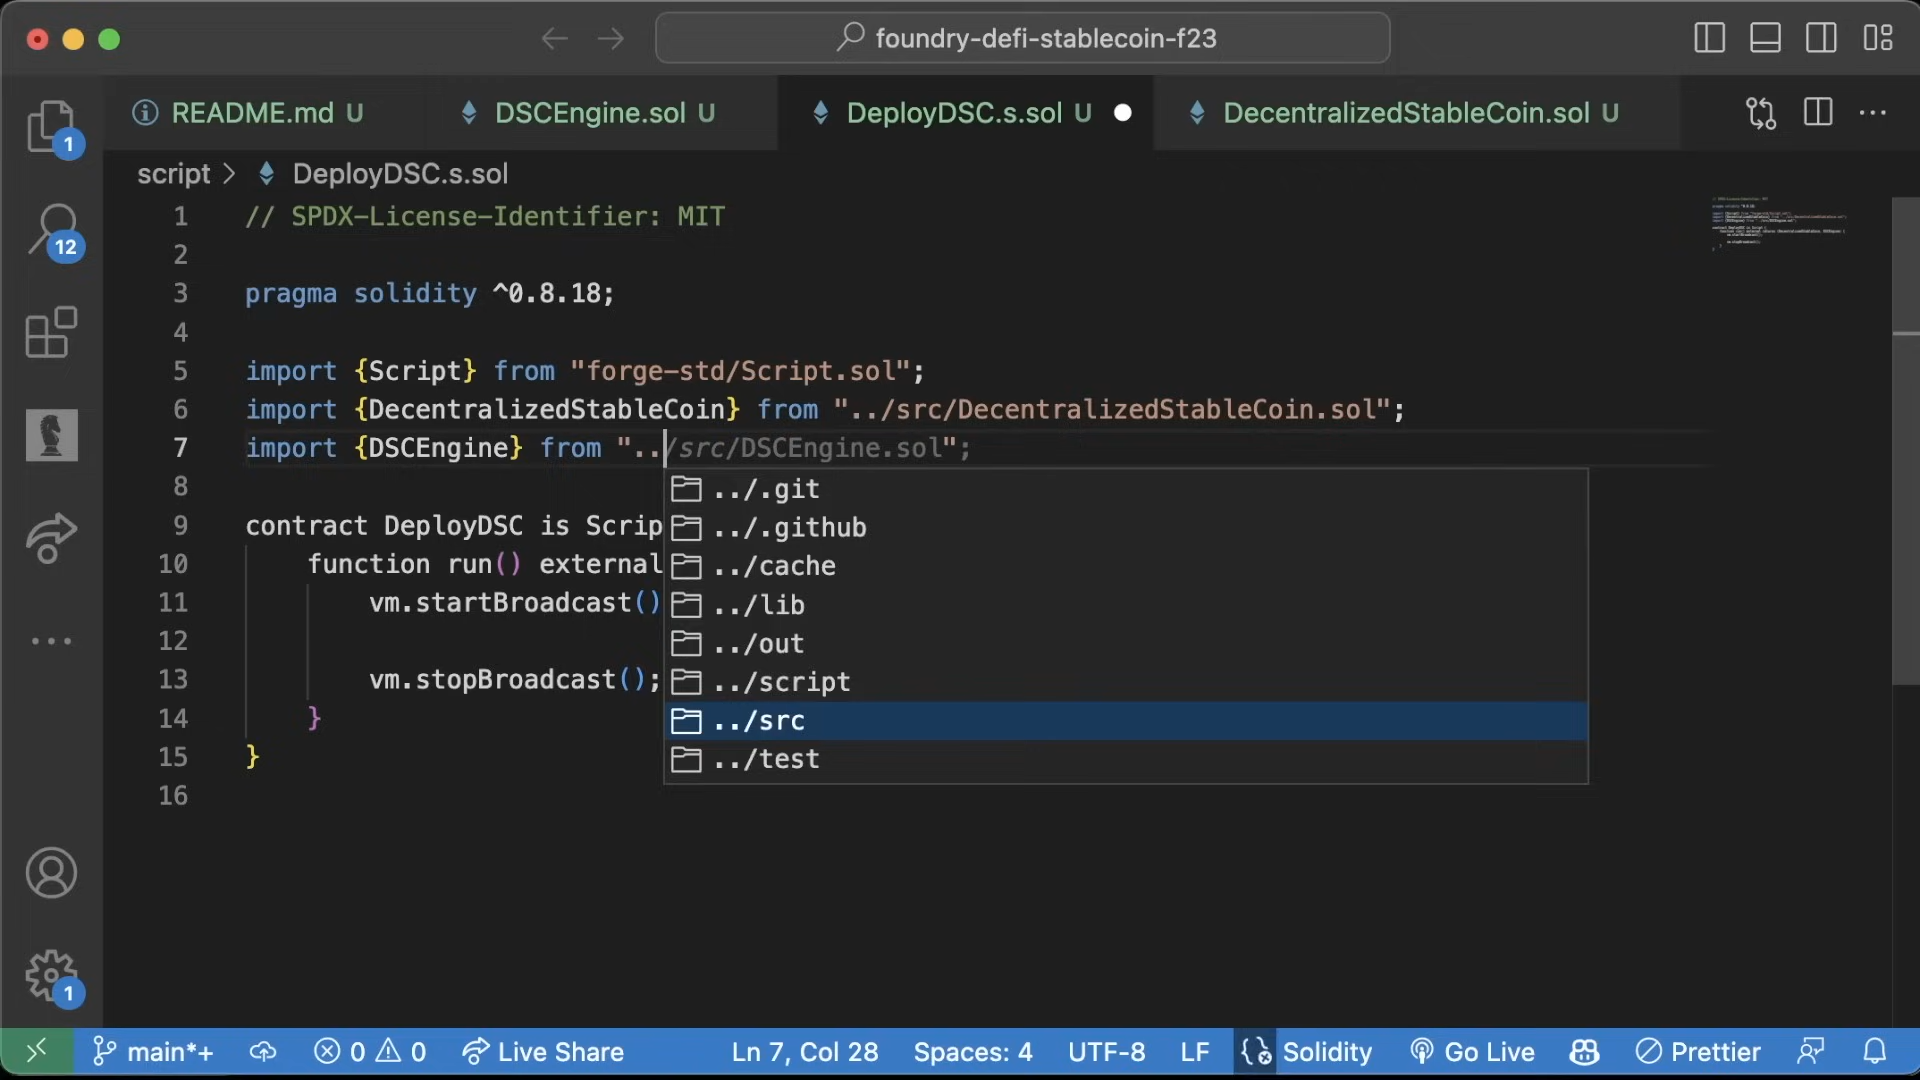 foundry-defi-stablecoin-f23
README.md U
DSCEngine.sol U
DeployDSC.s.sol U
DecentralizedStableCoin.sol U
script > DeployDSC.s.sol
1 // SPDX-License-Identifier: MIT
2
3 pragma solidity ^0.8.18;
4
5 import {Script} from "forge-std/Script.sol";
6 import {DecentralizedStableCoin} from "../src/DecentralizedStableCoin.sol";
7 import {DSCEngine} from "../src/DSCEngine.sol";
8
9 contract DeployDSC is Scrip
10 function run() external
11 vm.startBroadcast()
12
13 vm.stopBroadcast();
14 }
15 }
16
../.git
../.github
../cache
../lib
../out
../script
../src
../test
1
12
1
main*+
0
0
Live Share
Ln 7, Col 28
Spaces: 4
UTF-8
LF
Solidity
Go Live
Prettier